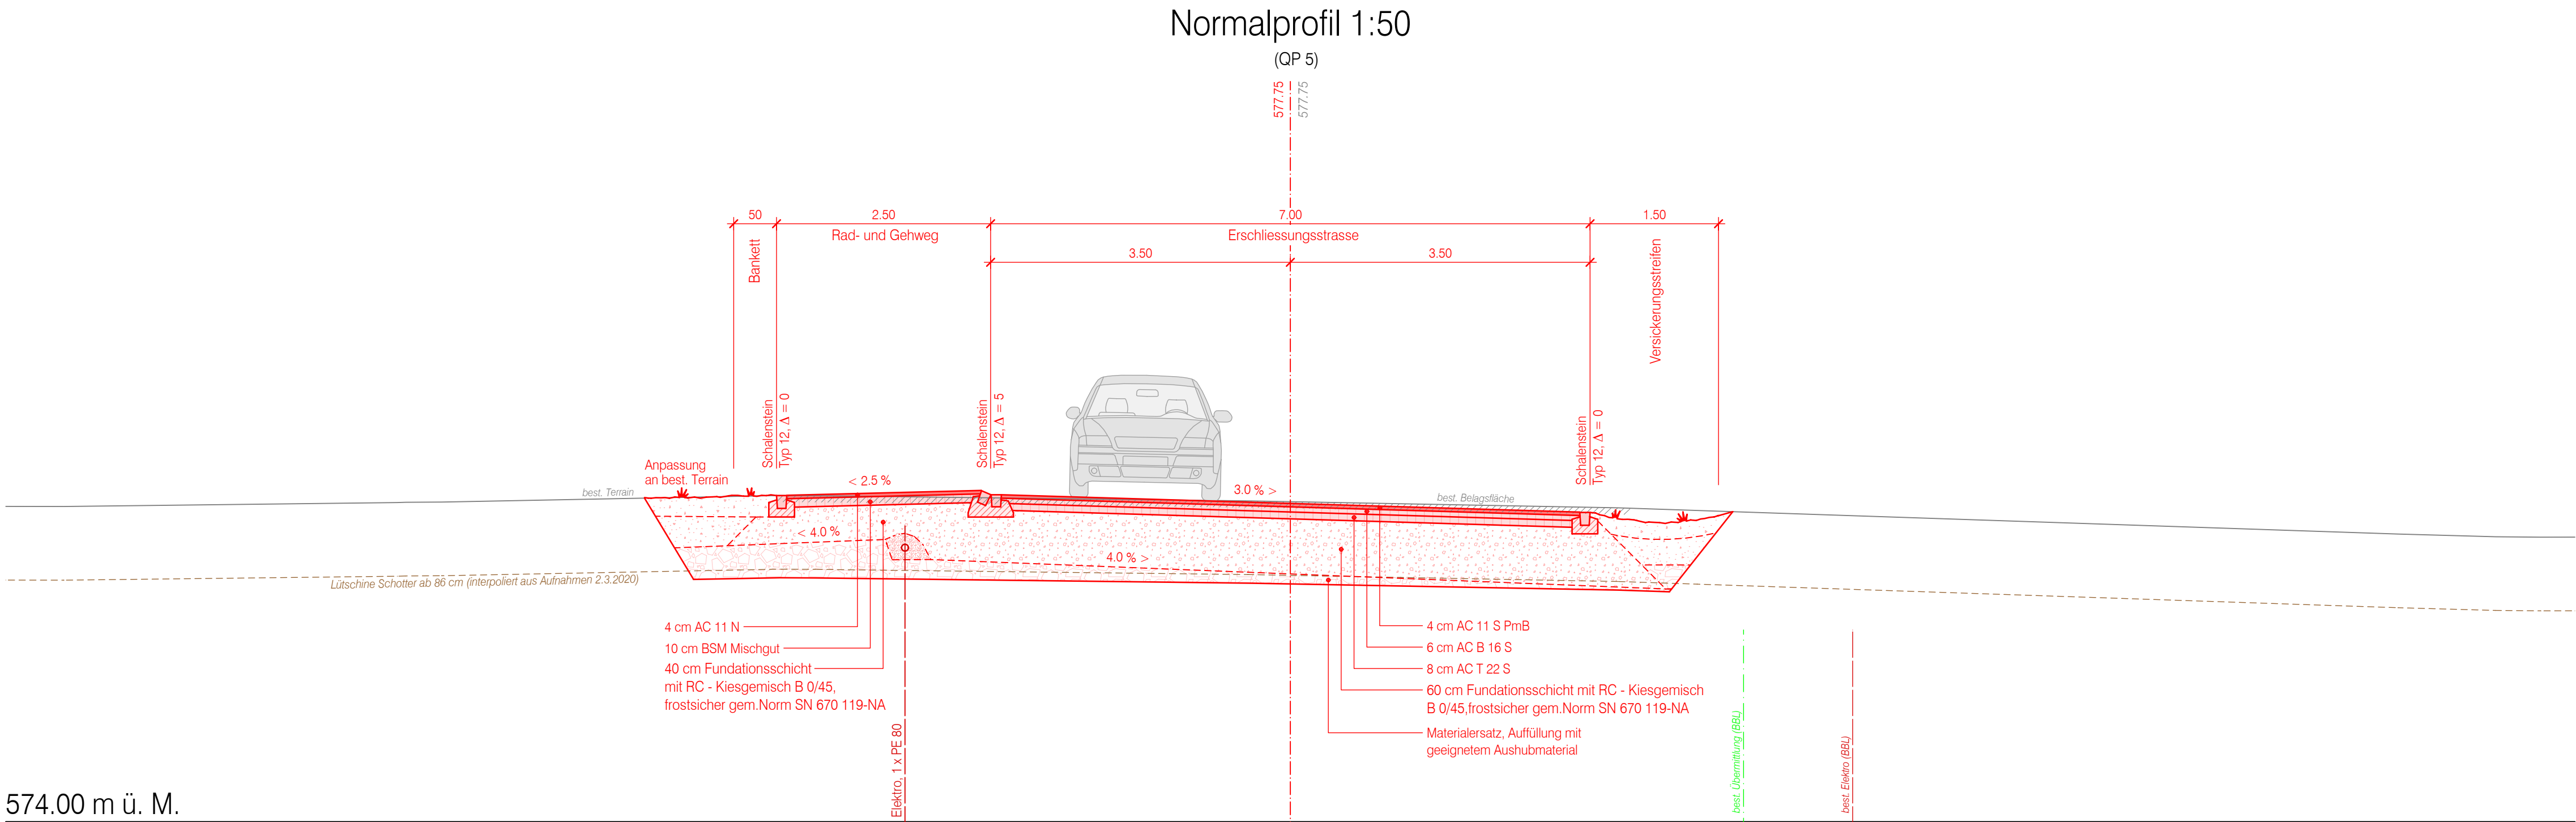 Normalprofil 1:50
(QP 5)
577.75
577.75
50
2.50
7.00
1.50
Bankett
Rad- und Gehweg
Erschliessungsstrasse
Versickerungsstreifen
3.50
3.50
Schalenstein
Typ 12, Δ = 0
Schalenstein
Typ 12, Δ = 5
Schalenstein
Typ 12, Δ = 0
Anpassung
an best. Terrain
best. Terrain
< 2.5 %
3.0 % >
best. Belagsfläche
< 4.0 %
4.0 % >
Lütschine Schotter ab 86 cm (interpoliert aus Aufnahmen 2.3.2020)
4 cm AC 11 N
10 cm BSM Mischgut
40 cm Fundationsschicht
mit RC - Kiesgemisch B 0/45,
frostsicher gem.Norm SN 670 119-NA
4 cm AC 11 S PmB
6 cm AC B 16 S
8 cm AC T 22 S
60 cm Fundationsschicht mit RC - Kiesgemisch
B 0/45,frostsicher gem.Norm SN 670 119-NA
Materialersatz, Auffüllung mit
geeignetem Aushubmaterial
Elektro, 1 x PE 80
best. Übermittlung (BBL)
best. Elektro (BBL)
574.00 m ü. M.